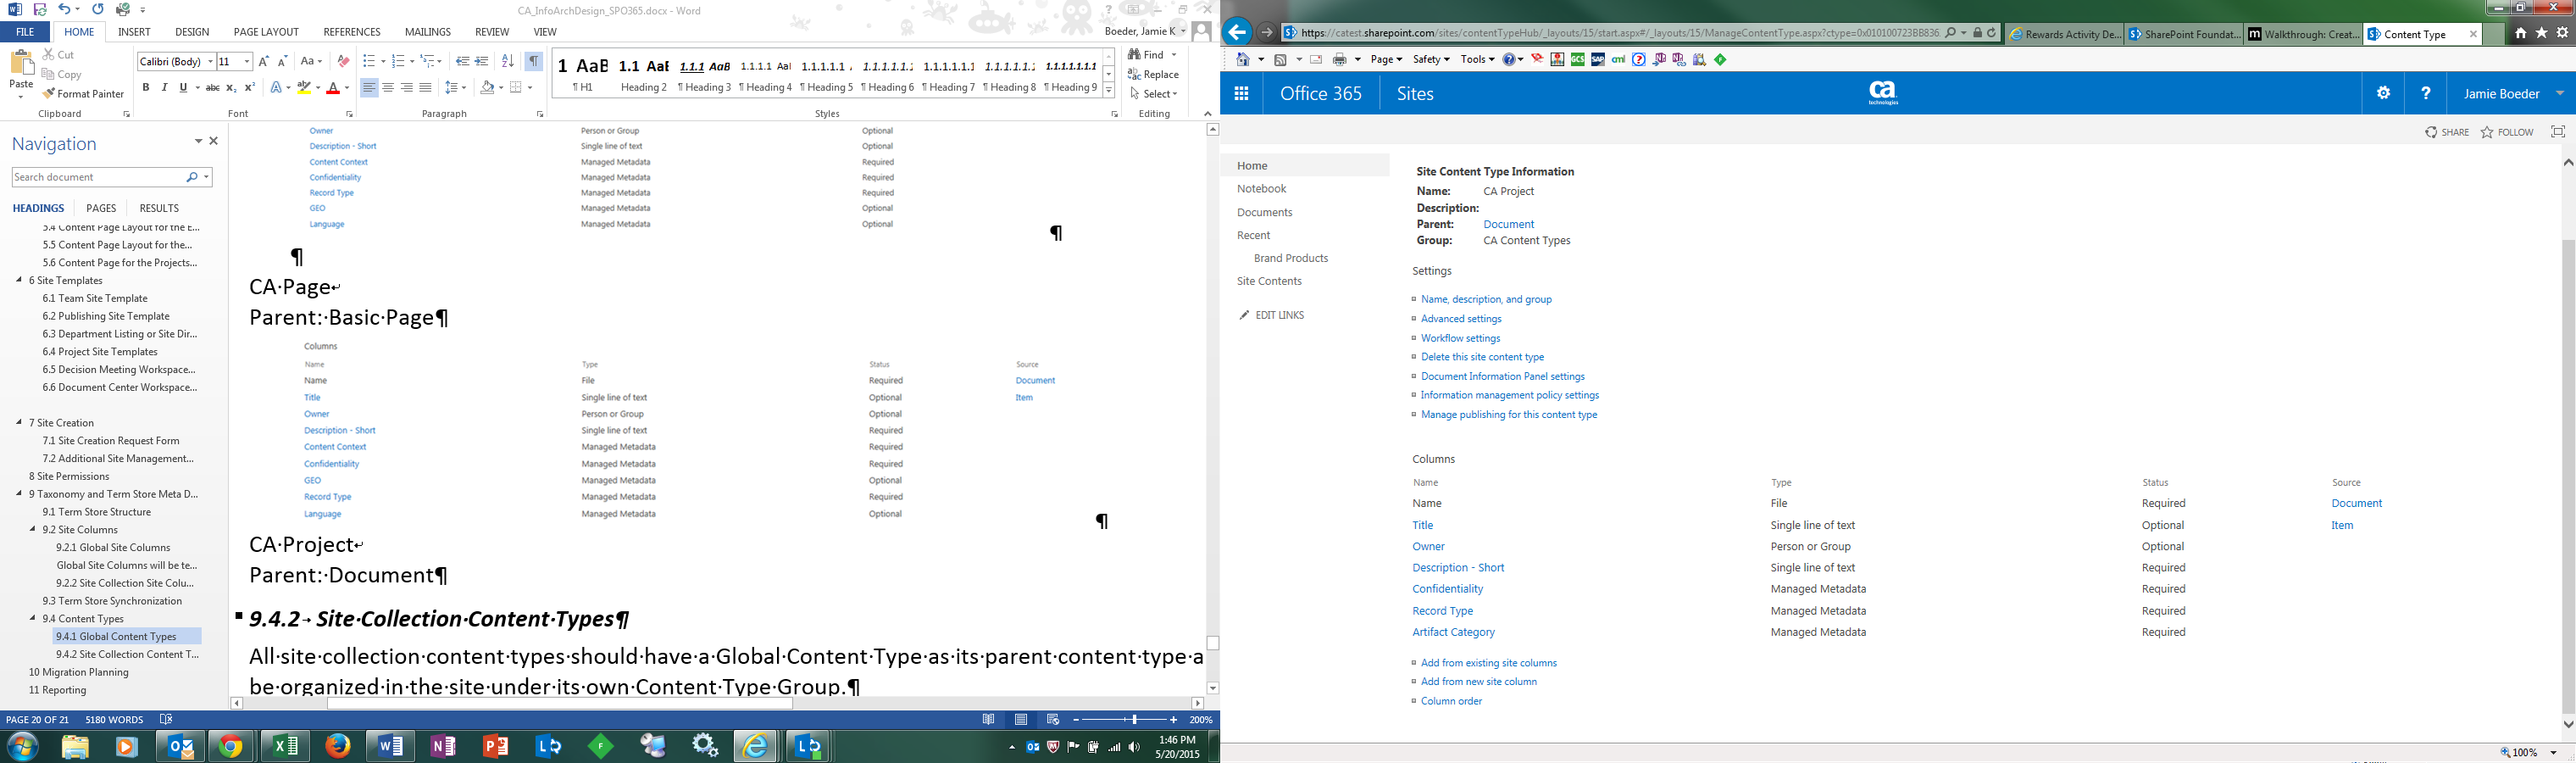 CA_InfoArchDesign_SPO365.docx - Word
FILE HOME INSERT DESIGN PAGE LAYOUT REFERENCES MAILINGS REVIEW VIEW Boeder, Jamie K
Paste
Cut
Copy
Format Painter
Clipboard
Calibri (Body) 11
Font
Paragraph
¶ H1 Heading 2 ¶ Heading 3 ¶ Heading 4 ¶ Heading 5 ¶ Heading 6 ¶ Heading 7 ¶ Heading 8 ¶ Heading 9
Styles
Find
Replace
Select
Editing
Navigation
Search document
HEADINGS PAGES RESULTS
5.4 Content Page Layout for the E...
5.5 Content Page Layout for the...
5.6 Content Page for the Projects...
6 Site Templates
6.1 Team Site Template
6.2 Publishing Site Template
6.3 Department Listing or Site Dir...
6.4 Project Site Templates
6.5 Decision Meeting Workspace...
6.6 Document Center Workspace...
7 Site Creation
7.1 Site Creation Request Form
7.2 Additional Site Management...
8 Site Permissions
9 Taxonomy and Term Store Meta D...
9.1 Term Store Structure
9.2 Site Columns
9.2.1 Global Site Columns
Global Site Columns will be te...
9.2.2 Site Collection Site Colu...
9.3 Term Store Synchronization
9.4 Content Types
9.4.1 Global Content Types
9.4.2 Site Collection Content T...
10 Migration Planning
11 Reporting
Owner Person or Group Optional
Description - Short Single line of text Optional
Content Context Managed Metadata Required
Confidentiality Managed Metadata Required
Record Type Managed Metadata Required
GEO Managed Metadata Optional
Language Managed Metadata Optional ¶
¶
CA·Page↵
Parent:·Basic·Page¶
Columns
Name Type Status Source
Name File Required Document
Title Single line of text Optional Item
Owner Person or Group Optional
Description - Short Single line of text Required
Content Context Managed Metadata Required
Confidentiality Managed Metadata Required
GEO Managed Metadata Optional
Record Type Managed Metadata Required
Language Managed Metadata Optional ¶
CA·Project↵
Parent:·Document¶
9.4.2→Site·Collection·Content·Types¶
All·site·collection·content·types·should·have·a·Global·Content·Type·as·its·parent·content·type·a
be·organized·in·the·site·under·its·own·Content·Type·Group.¶
PAGE 20 OF 21 5180 WORDS 200%
1:46 PM
5/20/2015
https://catest.sharepoint.com/sites/contentTypeHub/_layouts/15/start.aspx#/_layouts/15/ManageContentType.aspx?ctype=0x010100723BB836
Rewards Activity De... SharePoint Foundat... Walkthrough: Creat... Content Type
Page Safety Tools
Office 365 Sites ca technologies ? Jamie Boeder
SHARE FOLLOW
Home
Notebook
Documents
Recent
Brand Products
Site Contents
EDIT LINKS
Site Content Type Information
Name: CA Project
Description:
Parent: Document
Group: CA Content Types
Settings
Name, description, and group
Advanced settings
Workflow settings
Delete this site content type
Document Information Panel settings
Information management policy settings
Manage publishing for this content type
Columns
Name Type Status Source
Name File Required Document
Title Single line of text Optional Item
Owner Person or Group Optional
Description - Short Single line of text Required
Confidentiality Managed Metadata Required
Record Type Managed Metadata Required
Artifact Category Managed Metadata Required
Add from existing site columns
Add from new site column
Column order
100%